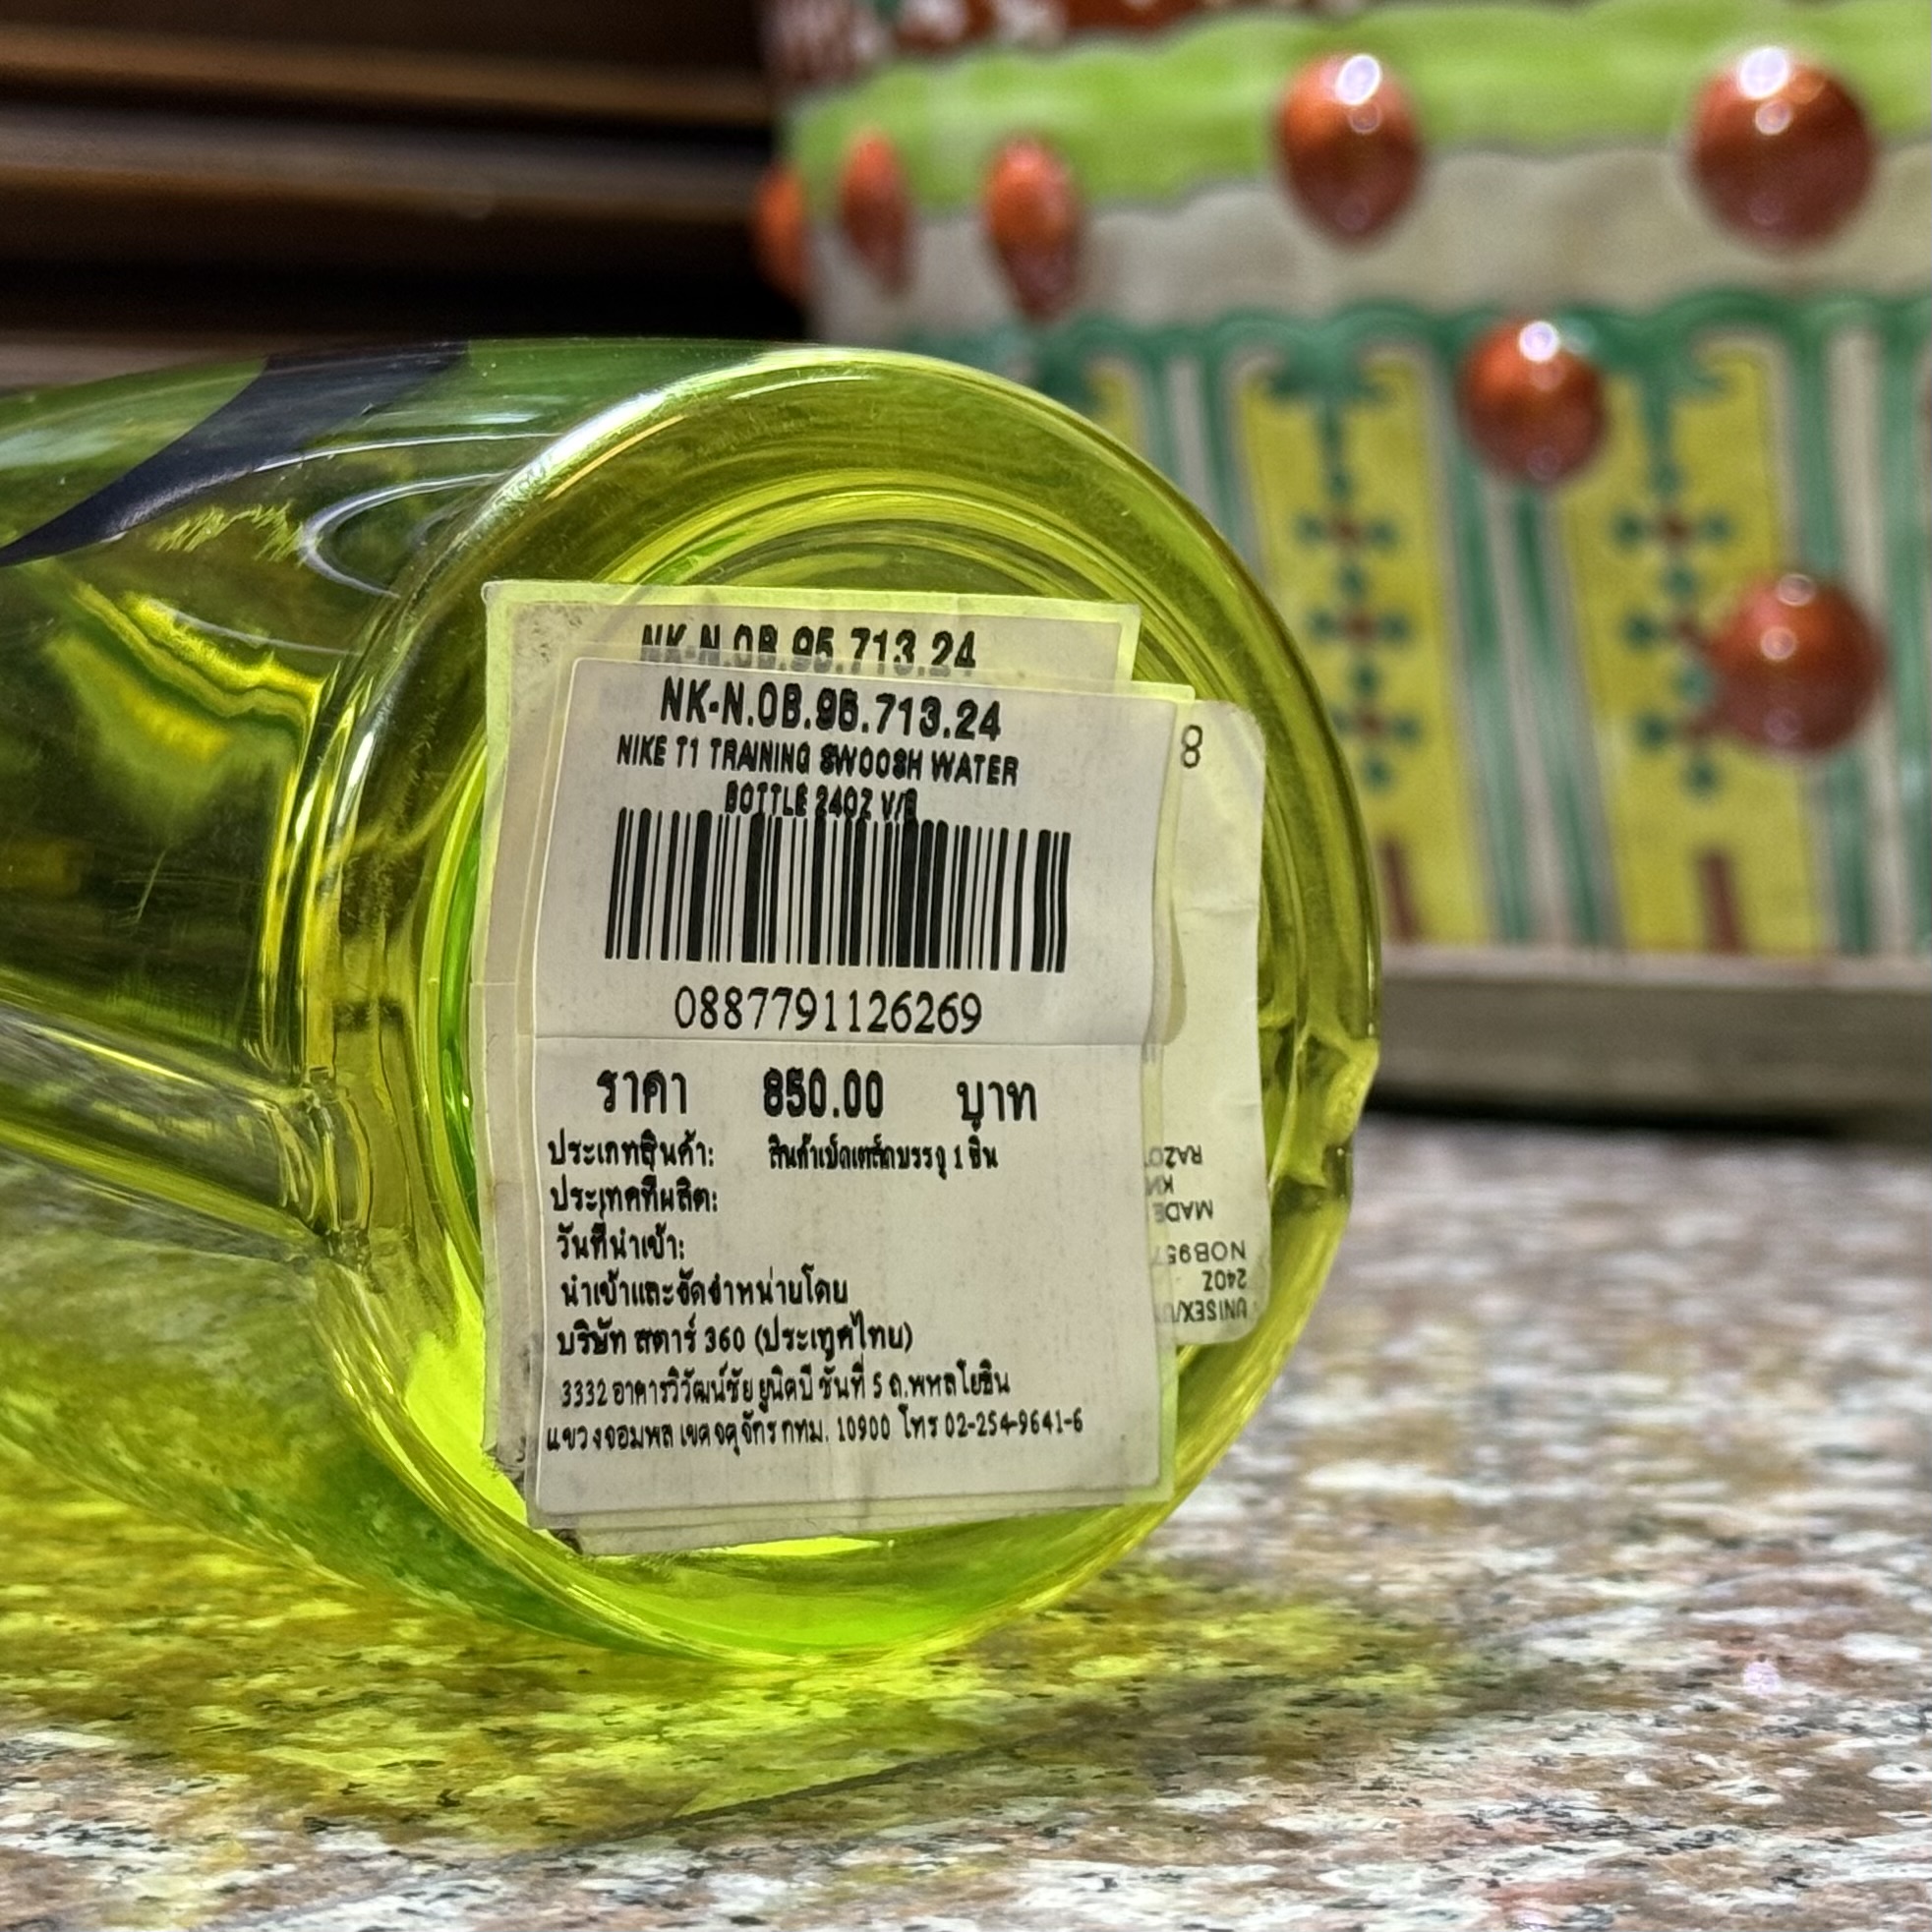 NK-N.OB.95.713.24
NK-N.OB.95.713.24
NIKE T1 TRAINING SWOOSH WATER
BOTTLE 24OZ V/B
0887791126269
ราคา 850.00 บาท
ประเภทสินค้า: สินค้าเบ็ดเตล็ดบรรจุ 1 ชิ้น
ประเทศที่ผลิต:
วันที่นำเข้า:
นำเข้าและจัดจำหน่ายโดย
บริษัท สตาร์ 360 (ประเทศไทย)
3332 อาคารวิวัฒน์ชัย ยูนิตบี ชั้นที่ 5 ถ.พหลโยธิน
แขวงจอมพล เขตจตุจักร กทม. 10900 โทร 02-254-9641-6
8
UNISEX/U
24OZ
NOB957
MADE